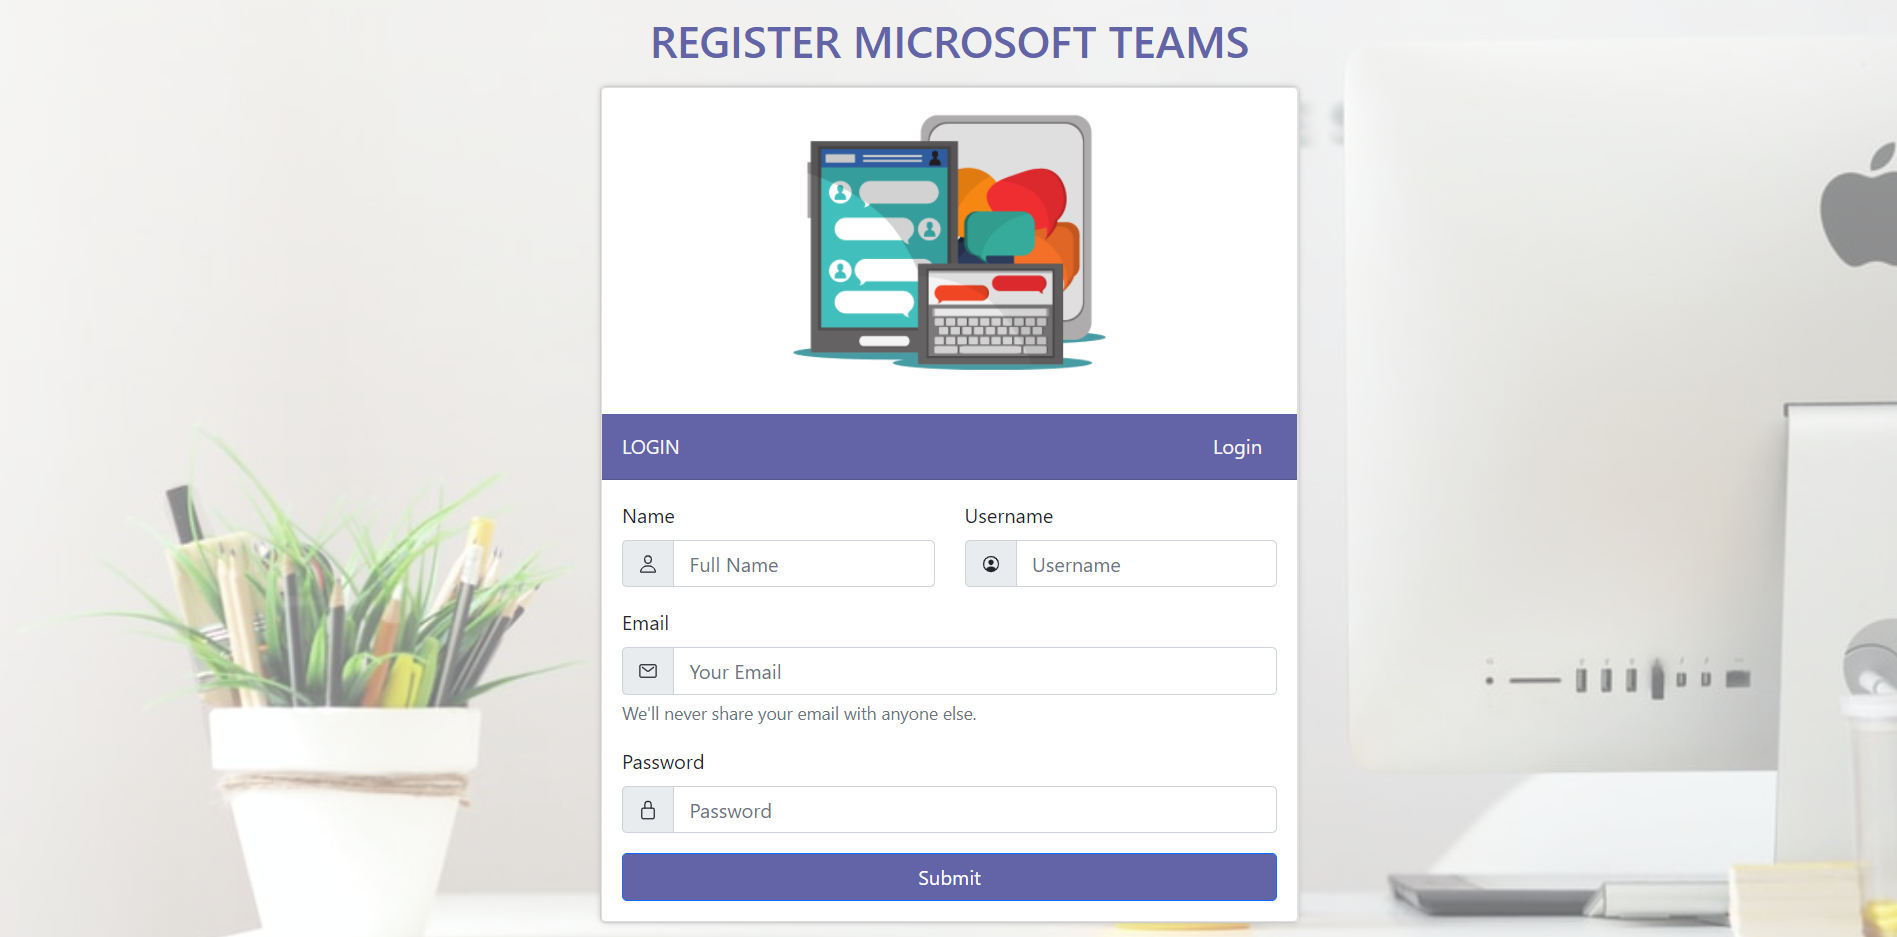 REGISTER MICROSOFT TEAMS
LOGIN Login
Name Username
Full Name Username
Email
Your Email
We'll never share your email with anyone else.
Password
Password
Submit